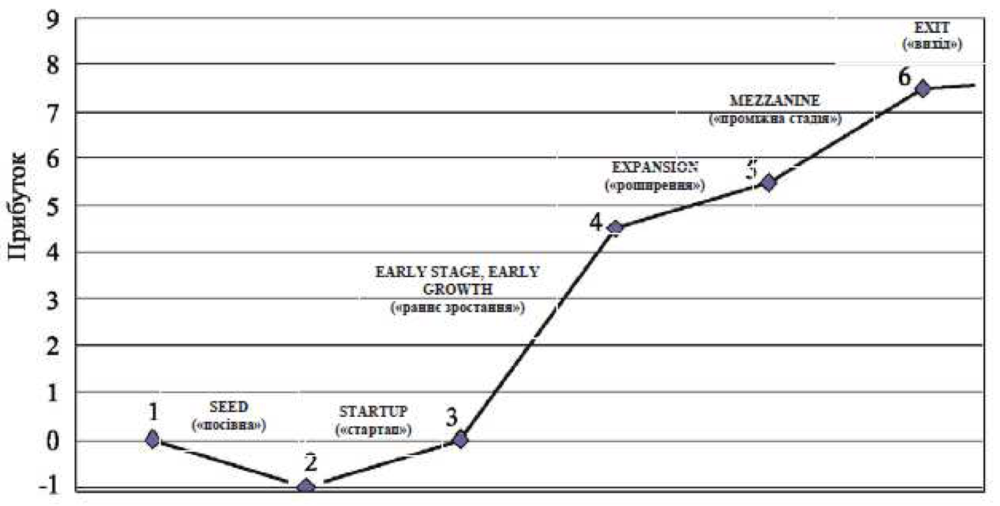 9
EXIT
(«вихід»)
8
6
MEZZANINE
(«проміжна стадія»)
7
6
EXPANSION
(«розширення»)
5
5
4
4
EARLY STAGE, EARLY
GROWTH
(«раннє зростання»)
3
2
1
1
SEED
(«посівна»)
STARTUP
(«стартап»)
3
0
2
-1
Прибуток